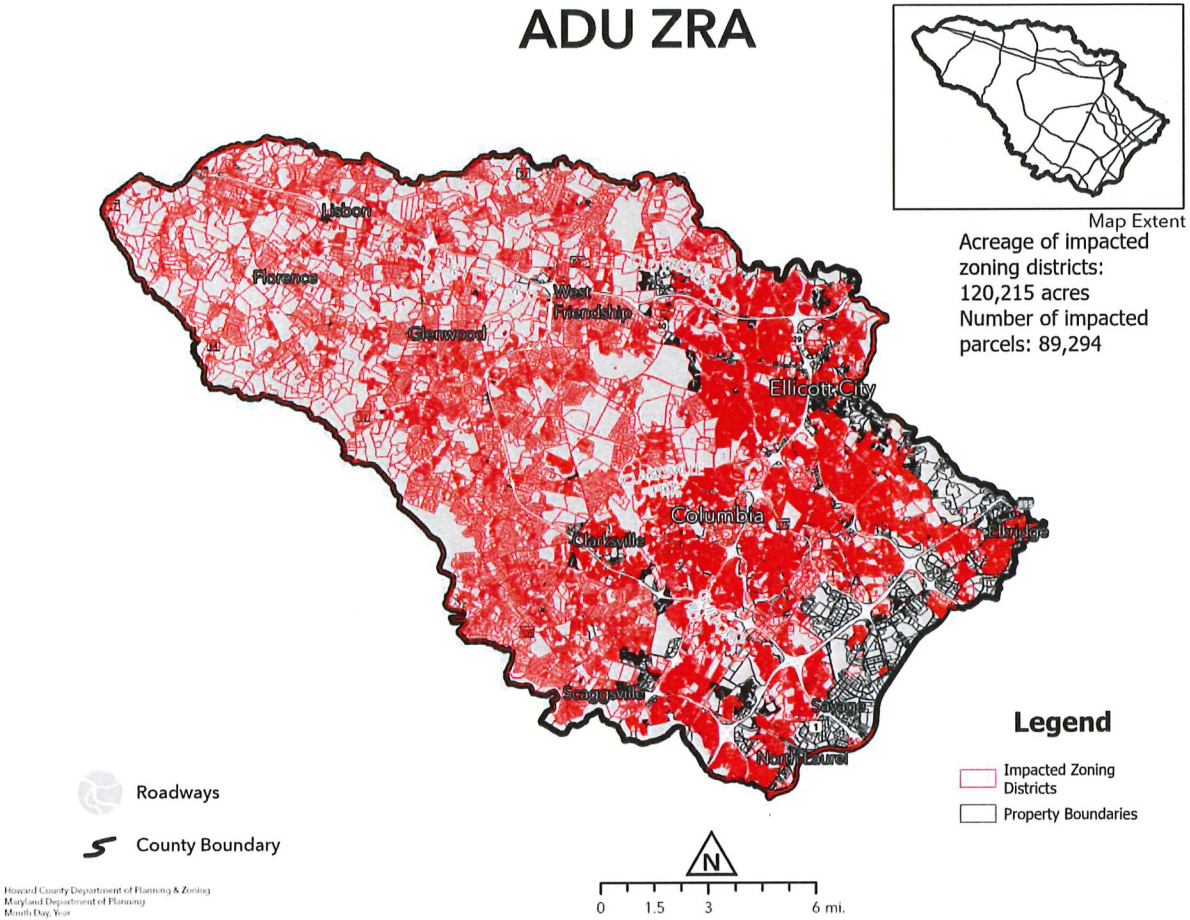 ADU ZRA
Map Extent
Acreage of impacted
zoning districts:
120,215 acres
Number of impacted
parcels: 89,294
Lisbon
Florence
West
Friendship
Glenwood
Ellicott City
Columbia
Clarksville
Elkridge
Scaggsville
Savage
1
North Laurel
Legend
Impacted Zoning
Districts
Property Boundaries
Roadways
County Boundary
N
0 1.5 3 6 mi.
Howard County Department of Planning & Zoning
Maryland Department of Planning
Month Day, Year